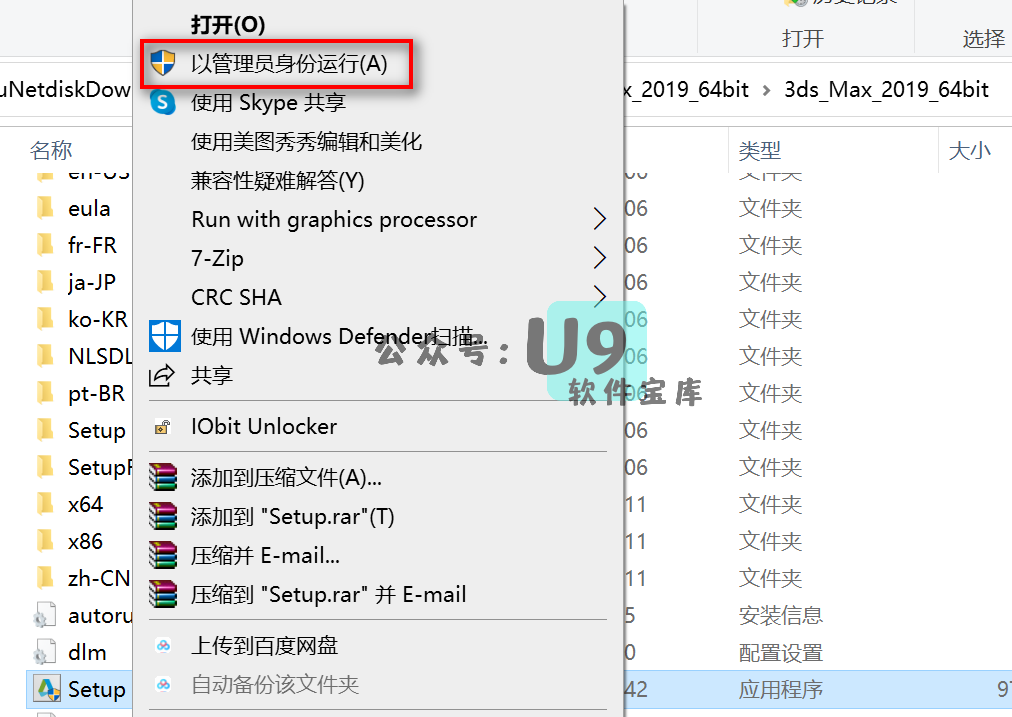 历史记录
打开
选择
uNetdiskDow
x_2019_64bit > 3ds_Max_2019_64bit
名称
类型
大小
打开(O)
以管理员身份运行(A)
使用 Skype 共享
使用美图秀秀编辑和美化
兼容性疑难解答(Y)
Run with graphics processor
7-Zip
CRC SHA
使用 Windows Defender扫描...
共享
IObit Unlocker
添加到压缩文件(A)...
添加到 "Setup.rar"(T)
压缩并 E-mail...
压缩到 "Setup.rar" 并 E-mail
上传到百度网盘
自动备份该文件夹
公众号：U9
软件宝库
en-US 06 文件夹
eula 06 文件夹
fr-FR 06 文件夹
ja-JP 06 文件夹
ko-KR 06 文件夹
NLSDL 06 文件夹
pt-BR 06 文件夹
Setup 06 文件夹
SetupF 06 文件夹
x64 11 文件夹
x86 11 文件夹
zh-CN 11 文件夹
autoru 5 安装信息
dlm 0 配置设置
Setup 42 应用程序 97